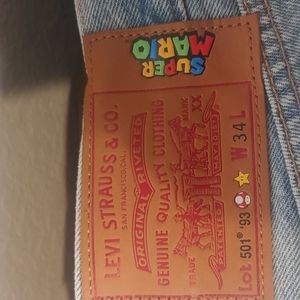 SUPER
MARIO
LEVI STRAUSS & CO.
SAN FRANCISCO, CAL.
ORIGINAL RIVETED
GENUINE QUALITY CLOTHING
TRADE MARK
XX
Lot 501® '93 W 34 L